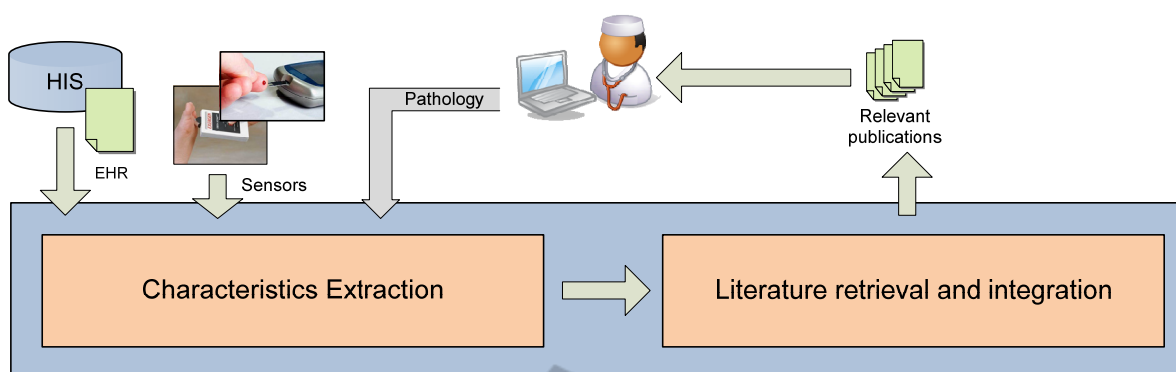 HIS
EHR
Sensors
Pathology
Relevant
publications
Characteristics Extraction
Literature retrieval and integration